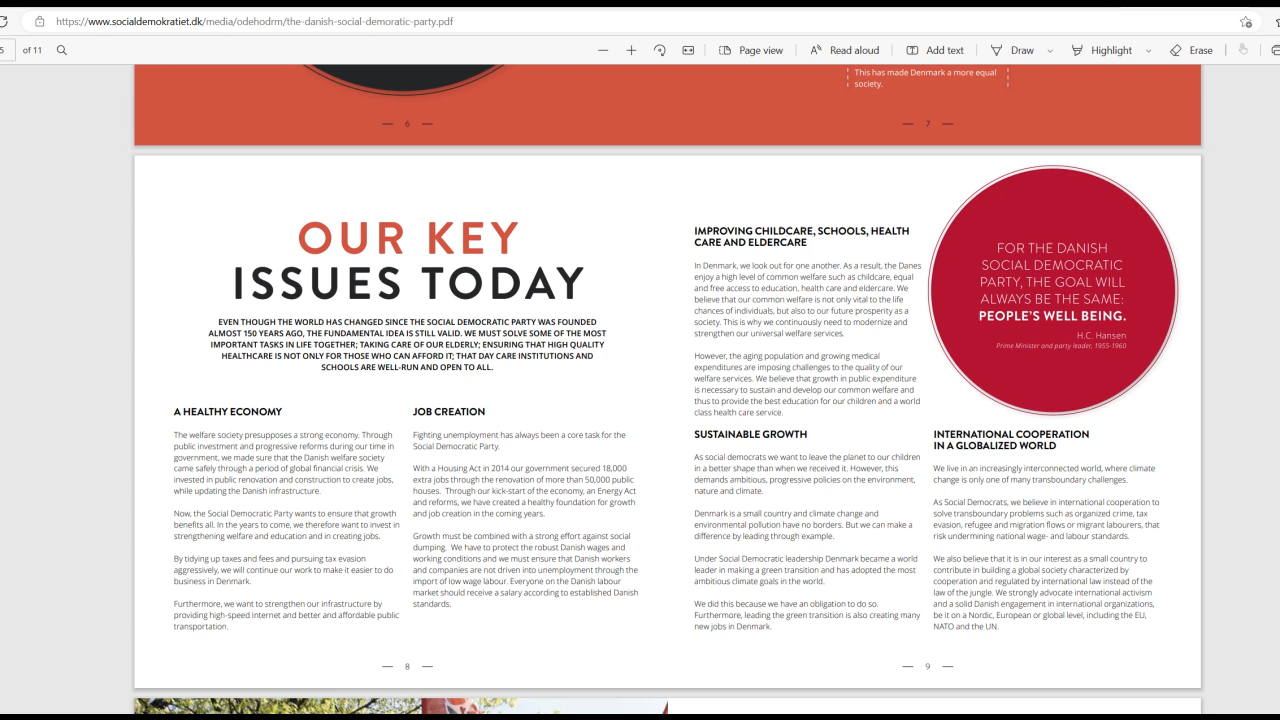 https://www.socialdemokratiet.dk/media/odehodrm/the-danish-social-demoratic-party.pdf
5 of 11
Page view
Read aloud
Add text
Draw
Highlight
Erase
This has made Denmark a more equal
society.
— 6 —
— 7 —
OUR KEY
ISSUES TODAY
EVEN THOUGH THE WORLD HAS CHANGED SINCE THE SOCIAL DEMOCRATIC PARTY WAS FOUNDED
ALMOST 150 YEARS AGO, THE FUNDAMENTAL IDEA IS STILL VALID. WE MUST SOLVE SOME OF THE MOST
IMPORTANT TASKS IN LIFE TOGETHER; TAKING CARE OF OUR ELDERLY; ENSURING THAT HIGH QUALITY
HEALTHCARE IS NOT ONLY FOR THOSE WHO CAN AFFORD IT; THAT DAY CARE INSTITUTIONS AND
SCHOOLS ARE WELL-RUN AND OPEN TO ALL.
A HEALTHY ECONOMY
The welfare society presupposes a strong economy. Through
public investment and progressive reforms during our time in
government, we made sure that the Danish welfare society
came safely through a period of global financial crisis. We
invested in public renovation and construction to create jobs,
while updating the Danish infrastructure.
Now, the Social Democratic Party wants to ensure that growth
benefits all. In the years to come, we therefore want to invest in
strengthening welfare and education and in creating jobs.
By tidying up taxes and fees and pursuing tax evasion
aggressively, we will continue our work to make it easier to do
business in Denmark.
Furthermore, we want to strengthen our infrastructure by
providing high-speed Internet and better and affordable public
transportation.
JOB CREATION
Fighting unemployment has always been a core task for the
Social Democratic Party.
With a Housing Act in 2014 our government secured 18,000
extra jobs through the renovation of more than 50,000 public
houses. Through our kick-start of the economy, an Energy Act
and reforms, we have created a healthy foundation for growth
and job creation in the coming years.
Growth must be combined with a strong effort against social
dumping. We have to protect the robust Danish wages and
working conditions and we must ensure that Danish workers
and companies are not driven into unemployment through the
import of low wage labour. Everyone on the Danish labour
market should receive a salary according to established Danish
standards.
— 8 —
IMPROVING CHILDCARE, SCHOOLS, HEALTH
CARE AND ELDERCARE
In Denmark, we look out for one another. As a result, the Danes
enjoy a high level of common welfare such as childcare, equal
and free access to education, health care and eldercare. We
believe that our common welfare is not only vital to the life
chances of individuals, but also to our future prosperity as a
society. This is why we continuously need to modernize and
strengthen our universal welfare services.
However, the aging population and growing medical
expenditures are imposing challenges to the quality of our
welfare services. We believe that growth in public expenditure
is necessary to sustain and develop our common welfare and
thus to provide the best education for our children and a world
class health care service.
FOR THE DANISH
SOCIAL DEMOCRATIC
PARTY, THE GOAL WILL
ALWAYS BE THE SAME:
PEOPLE'S WELL BEING.
H.C. Hansen
Prime Minister and party leader, 1955-1960
SUSTAINABLE GROWTH
As social democrats we want to leave the planet to our children
in a better shape than when we received it. However, this
demands ambitious, progressive policies on the environment,
nature and climate.
Denmark is a small country and climate change and
environmental pollution have no borders. But we can make a
difference by leading through example.
Under Social Democratic leadership Denmark became a world
leader in making a green transition and has adopted the most
ambitious climate goals in the world.
We did this because we have an obligation to do so.
Furthermore, leading the green transition is also creating many
new jobs in Denmark.
INTERNATIONAL COOPERATION
IN A GLOBALIZED WORLD
We live in an increasingly interconnected world, where climate
change is only one of many transboundary challenges.
As Social Democrats, we believe in international cooperation to
solve transboundary problems such as organized crime, tax
evasion, refugee and migration flows or migrant labourers, that
risk undermining national wage- and labour standards.
We also believe that it is in our interest as a small country to
contribute in building a global society characterized by
cooperation and regulated by international law instead of the
law of the jungle. We strongly advocate international activism
and a solid Danish engagement in international organizations,
be it on a Nordic, European or global level, including the EU,
NATO and the UN.
— 9 —